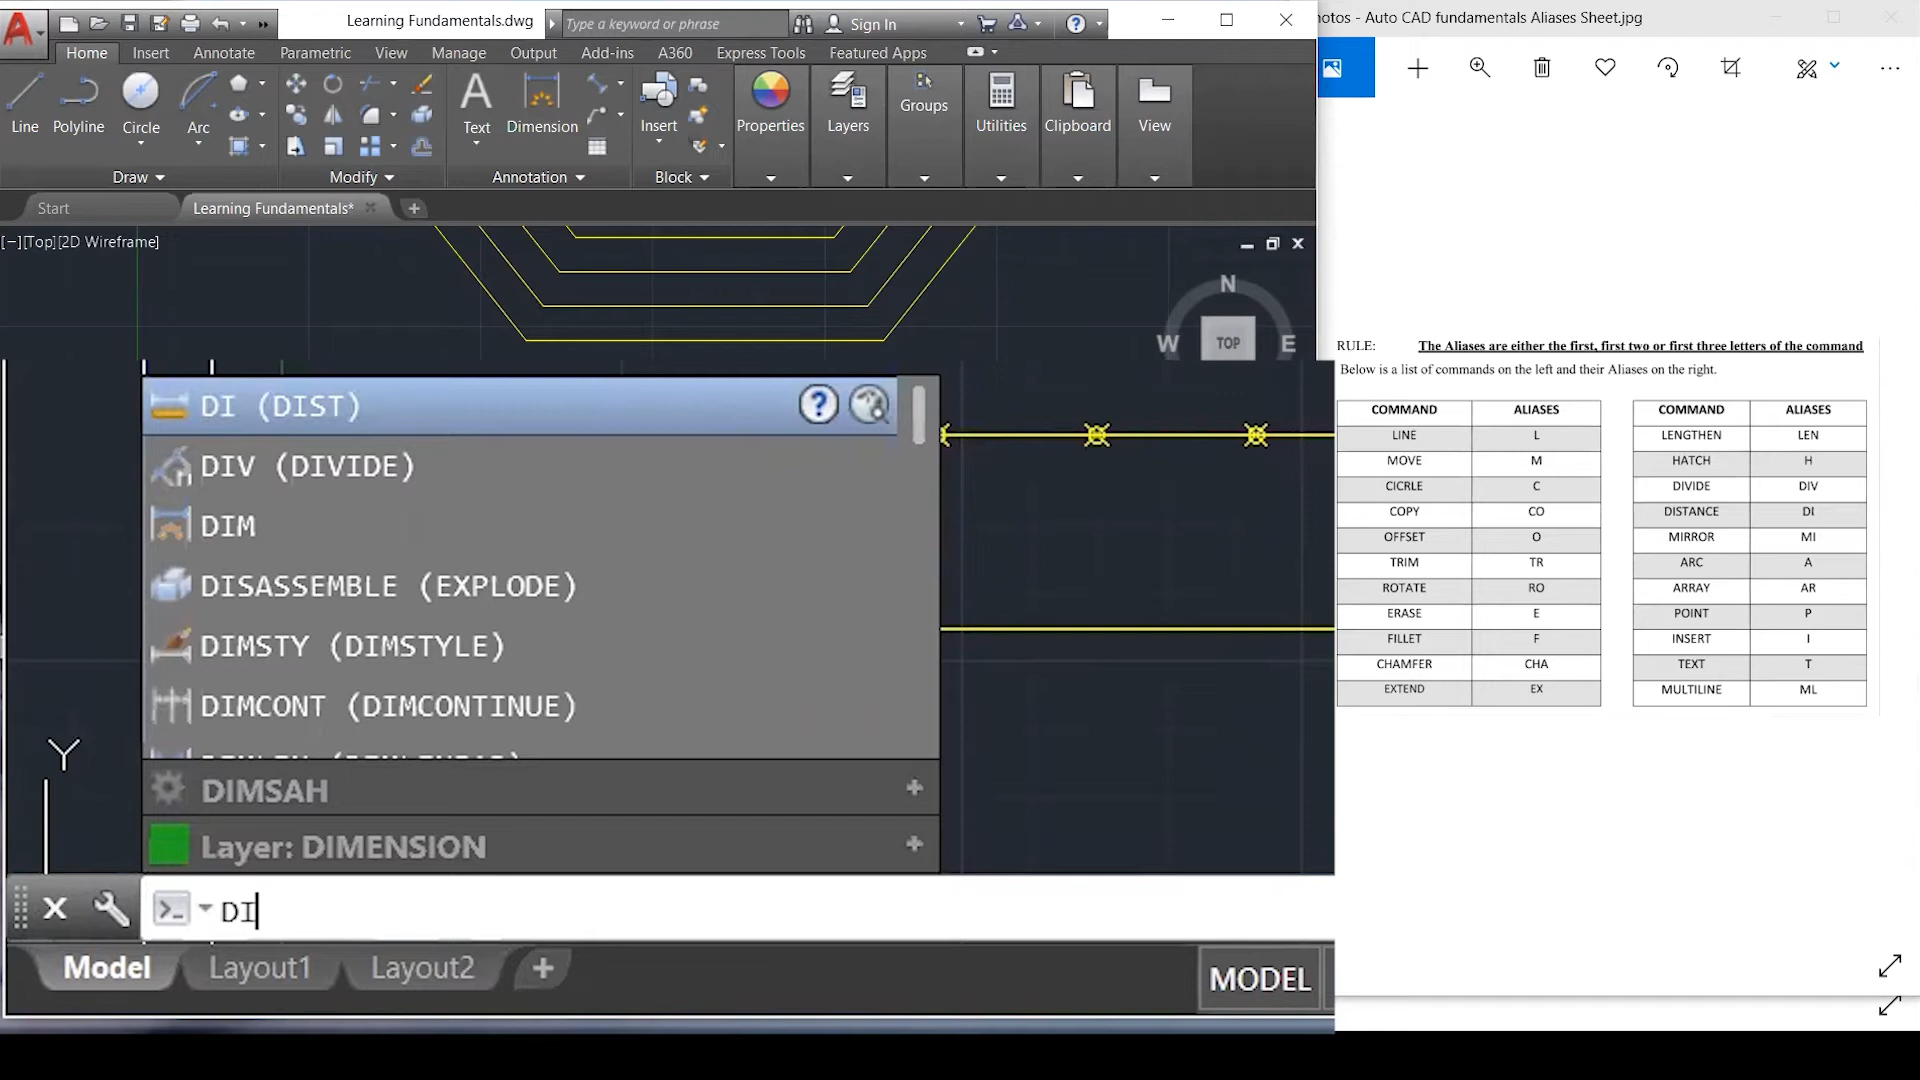 Learning Fundamentals.dwg
Type a keyword or phrase
Sign In
Home Insert Annotate Parametric View Manage Output Add-ins A360 Express Tools Featured Apps
Line Polyline Circle Arc
Text Dimension
Insert
Properties
Layers
Groups
Utilities
Clipboard
View
Draw
Modify
Annotation
Block
Start
Learning Fundamentals*
[−][Top][2D Wireframe]
N
W TOP E
DI (DIST)
DIV (DIVIDE)
DIM
DISASSEMBLE (EXPLODE)
DIMSTY (DIMSTYLE)
DIMCONT (DIMCONTINUE)
DIMSAH
Layer: DIMENSION
Y
DI
Model Layout1 Layout2
MODEL
hotos - Auto CAD fundamentals Aliases Sheet.jpg
RULE: The Aliases are either the first, first two or first three letters of the command
Below is a list of commands on the left and their Aliases on the right.
COMMAND ALIASES
LINE L
MOVE M
CICRLE C
COPY CO
OFFSET O
TRIM TR
ROTATE RO
ERASE E
FILLET F
CHAMFER CHA
EXTEND EX
COMMAND ALIASES
LENGTHEN LEN
HATCH H
DIVIDE DIV
DISTANCE DI
MIRROR MI
ARC A
ARRAY AR
POINT P
INSERT I
TEXT T
MULTILINE ML